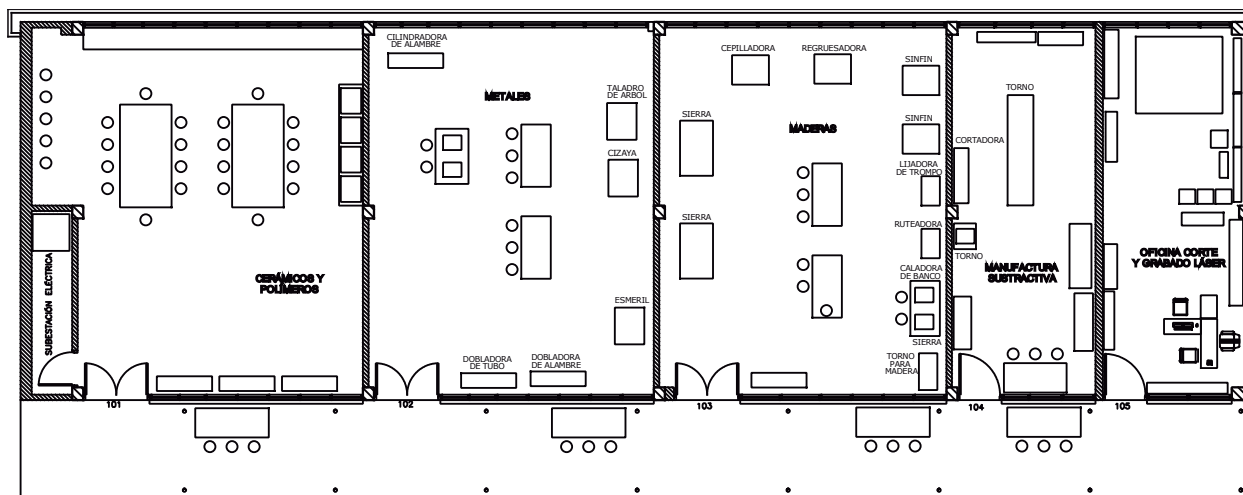 SUBESTACIÓN ELÉCTRICA
CERÁMICOS Y
POLÍMEROS
101
CILINDRADORA
DE ALAMBRE
METALES
TALADRO
DE ARBOL
CIZAYA
ESMERIL
DOBLADORA
DE TUBO
DOBLADORA
DE ALAMBRE
102
CEPILLADORA
REGRUESADORA
SINFIN
SIERRA
MADERAS
SINFIN
LIJADORA
DE TROMPO
SIERRA
RUTEADORA
CALADORA
DE BANCO
SIERRA
TORNO
PARA
MADERA
103
TORNO
CORTADORA
TORNO
MANUFACTURA
SUSTRACTIVA
104
OFICINA CORTE
Y GRABADO LÁSER
105